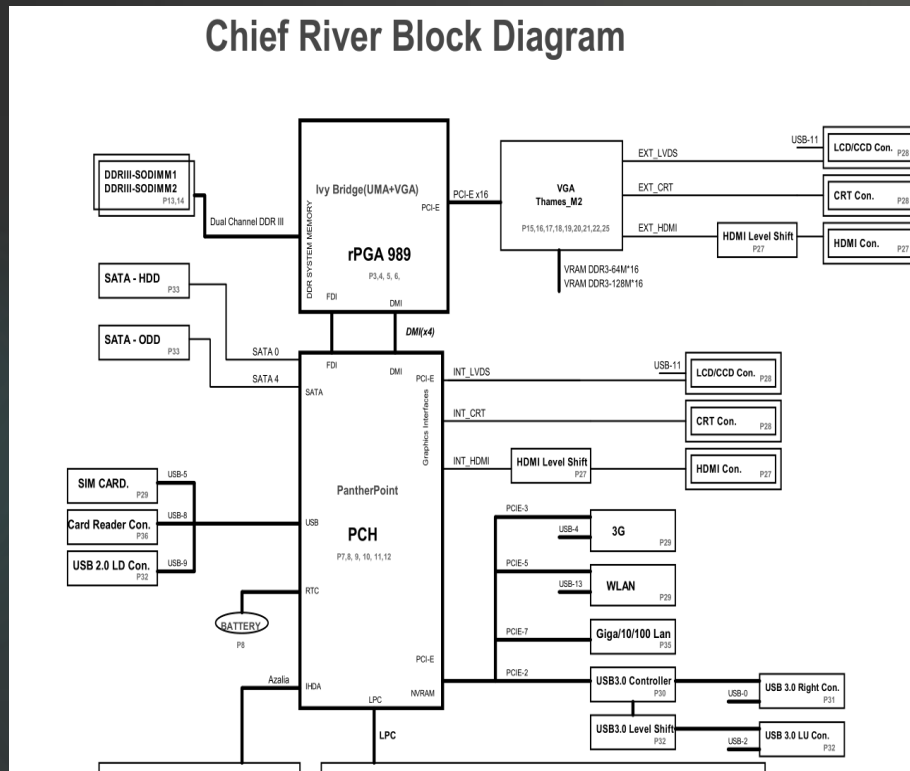 Chief River Block Diagram
DDRIII-SODIMM1
DDRIII-SODIMM2
P13,14
Dual Channel DDR III
Ivy Bridge(UMA+VGA)
PCI-E
DDR SYSTEM MEMORY
rPGA 989
P3,4, 5, 6,
FDI
DMI
PCI-E x16
VGA
Thames_M2
P15,16,17,18,19,20,21,22,25
VRAM DDR3-64M*16
VRAM DDR3-128M*16
EXT_LVDS
USB-11
LCD/CCD Con.
P28
EXT_CRT
CRT Con.
P28
EXT_HDMI
HDMI Level Shift
P27
HDMI Con.
P27
SATA - HDD
P33
SATA - ODD
P33
SATA 0
SATA 4
DMI(x4)
FDI
DMI
PCI-E
SATA
Graphics Interfaces
INT_LVDS
USB-11
LCD/CCD Con.
P28
INT_CRT
CRT Con.
P28
INT_HDMI
HDMI Level Shift
P27
HDMI Con.
P27
PantherPoint
PCH
P7,8, 9, 10, 11,12
SIM CARD.
P29
USB-5
Card Reader Con.
P36
USB-8
USB 2.0 LD Con.
P32
USB-9
USB
RTC
BATTERY
P8
Azalia
IHDA
PCI-E
NVRAM
LPC
LPC
PCIE-3
USB-4
3G
P29
PCIE-5
USB-13
WLAN
P29
PCIE-7
Giga/10/100 Lan
P35
PCIE-2
USB3.0 Controller
P30
USB-0
USB 3.0 Right Con.
P31
USB3.0 Level Shift
P32
USB-2
USB 3.0 LU Con.
P32